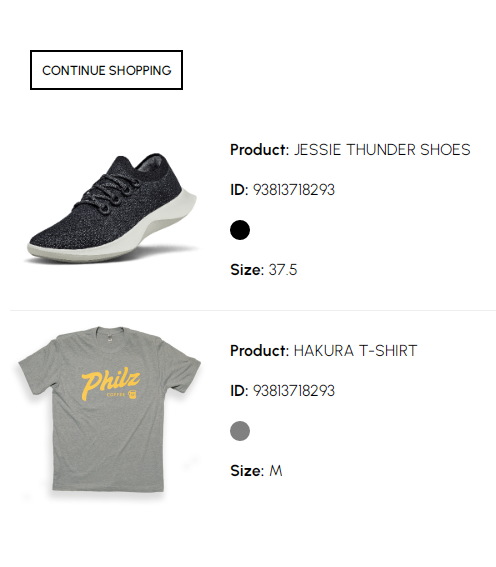 CONTINUE SHOPPING
Product: JESSIE THUNDER SHOES
ID: 93813718293
Size: 37.5
Product: HAKURA T-SHIRT
ID: 93813718293
Size: M
Philz
COFFEE